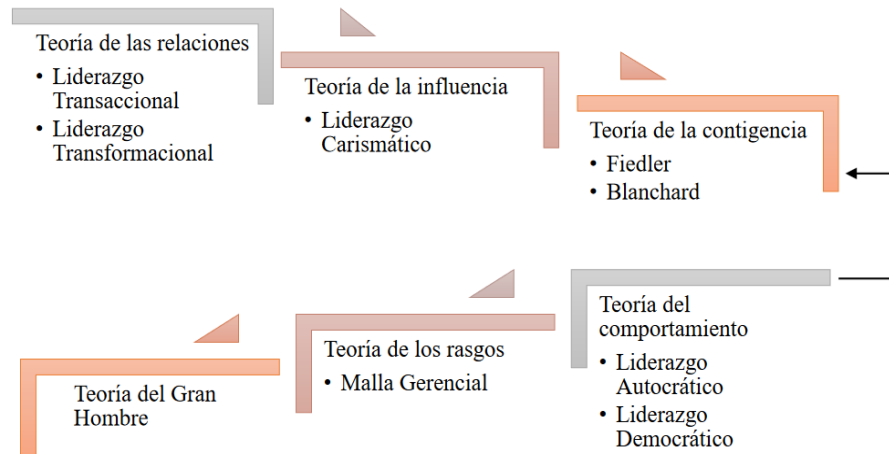 Teoría de las relaciones
• Liderazgo
Transaccional
• Liderazgo
Transformacional
Teoría de la influencia
• Liderazgo
Carismático
Teoría de la contigencia
• Fiedler
• Blanchard
Teoría del Gran
Hombre
Teoría de los rasgos
• Malla Gerencial
Teoría del
comportamiento
• Liderazgo
Autocrático
• Liderazgo
Democrático